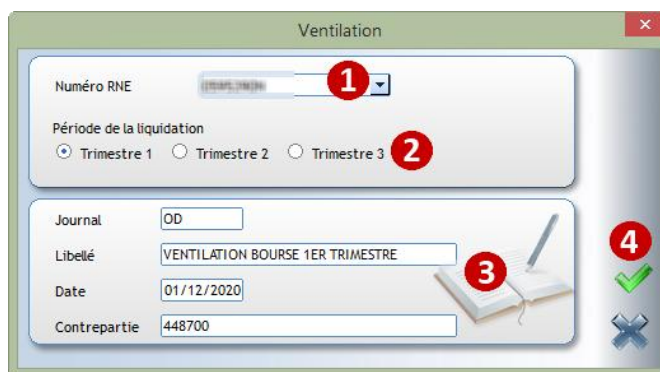 Ventilation
Numéro RNE
1
Période de la liquidation
Trimestre 1 Trimestre 2 Trimestre 3 2
Journal OD
4
Libellé VENTILATION BOURSE 1ER TRIMESTRE
3
Date 01/12/2020
Contrepartie 448700